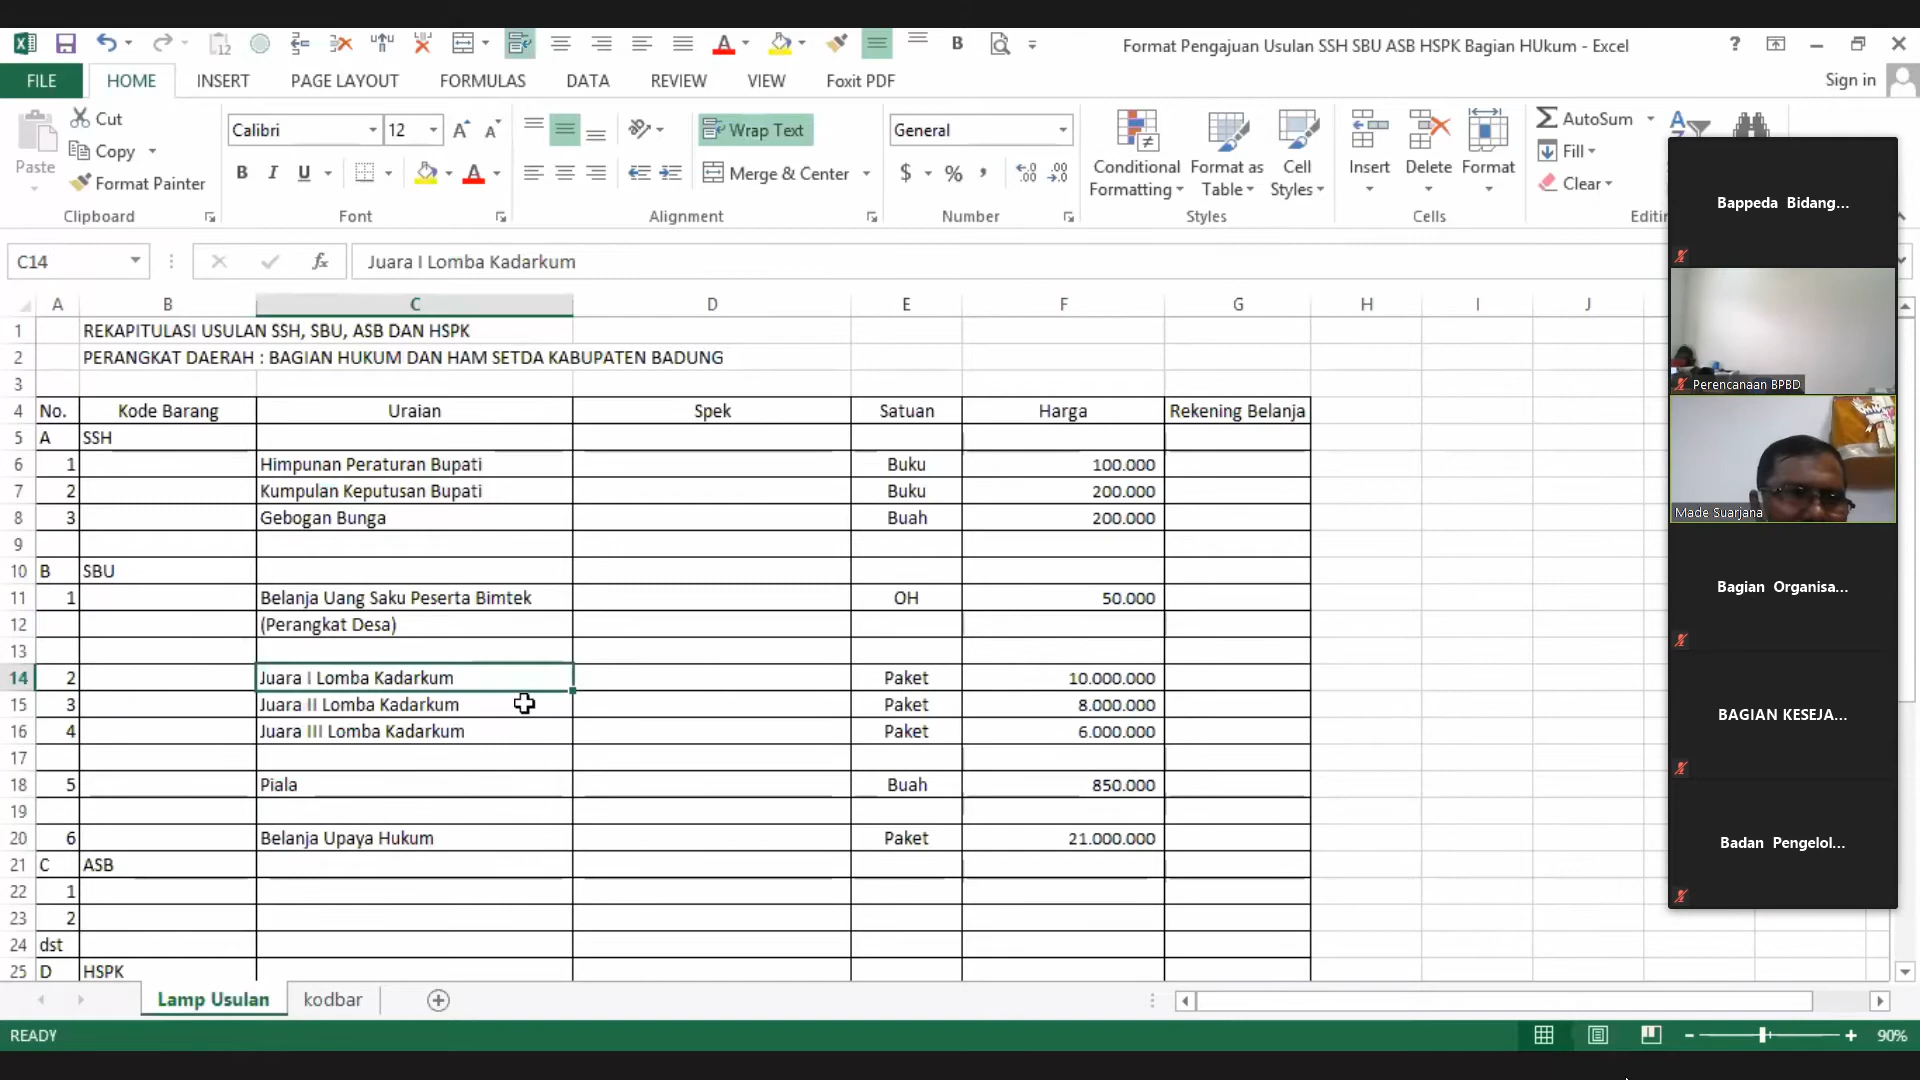 Format Pengajuan Usulan SSH SBU ASB HSPK Bagian HUkum - Excel
FILE HOME INSERT PAGE LAYOUT FORMULAS DATA REVIEW VIEW Foxit PDF Sign in
Paste Cut Copy Format Painter Clipboard
Calibri 12 B I U Font
Wrap Text Merge & Center Alignment
General $ % Number
Conditional Formatting Format as Table Cell Styles Styles
Insert Delete Format Cells
AutoSum Fill Clear
C14 Juara I Lomba Kadarkum
A B C D E F G H I J
1 REKAPITULASI USULAN SSH, SBU, ASB DAN HSPK
2 PERANGKAT DAERAH : BAGIAN HUKUM DAN HAM SETDA KABUPATEN BADUNG
3
4 No. Kode Barang Uraian Spek Satuan Harga Rekening Belanja
5 A SSH
6 1 Himpunan Peraturan Bupati Buku 100.000
7 2 Kumpulan Keputusan Bupati Buku 200.000
8 3 Gebogan Bunga Buah 200.000
9
10 B SBU
11 1 Belanja Uang Saku Peserta Bimtek OH 50.000
12 (Perangkat Desa)
13
14 2 Juara I Lomba Kadarkum Paket 10.000.000
15 3 Juara II Lomba Kadarkum Paket 8.000.000
16 4 Juara III Lomba Kadarkum Paket 6.000.000
17
18 5 Piala Buah 850.000
19
20 6 Belanja Upaya Hukum Paket 21.000.000
21 C ASB
22 1
23 2
24 dst
25 D HSPK
Lamp Usulan kodbar
READY 90%
Bappeda Bidang...
Perencanaan BPBD
Made Suarjana
Bagian Organisa...
BAGIAN KESEJA...
Badan Pengelol...